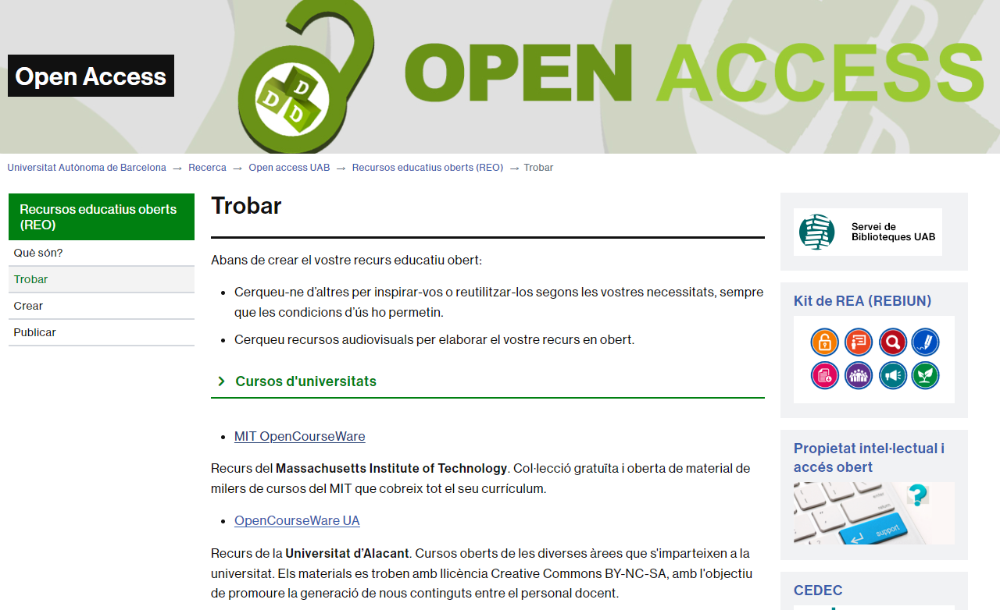 Open Access
D
D
D
OPEN ACCESS
Universitat Autònoma de Barcelona → Recerca → Open access UAB → Recursos educatius oberts (REO) → Trobar
Recursos educatius oberts
(REO)
Què són?
Trobar
Crear
Publicar
Trobar
Abans de crear el vostre recurs educatiu obert:
• Cerqueu-ne d’altres per inspirar-vos o reutilitzar-los segons les vostres necessitats, sempre
que les condicions d’ús ho permetin.
• Cerqueu recursos audiovisuals per elaborar el vostre recurs en obert.
Cursos d'universitats
• MIT OpenCourseWare
Recurs del Massachusetts Institute of Technology. Col·lecció gratuïta i oberta de material de
milers de cursos del MIT que cobreix tot el seu currículum.
• OpenCourseWare UA
Recurs de la Universitat d’Alacant. Cursos oberts de les diverses àrees que s'imparteixen a la
universitat. Els materials es troben amb llicència Creative Commons BY-NC-SA, amb l'objectiu
de promoure la generació de nous continguts entre el personal docent.
Servei de
Biblioteques UAB
Kit de REA (REBIUN)
Propietat intel·lectual i
accés obert
enter
return
?
support
CEDEC